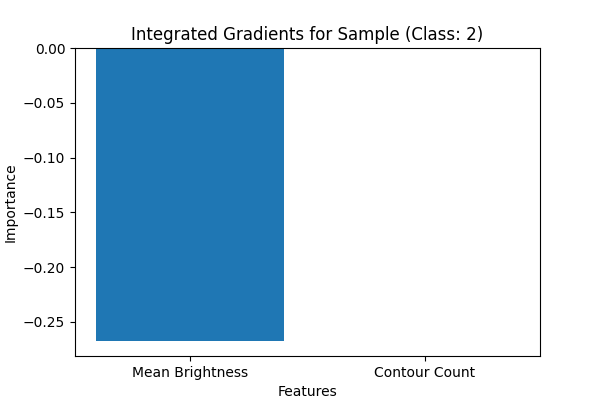 Integrated Gradients for Sample (Class: 2)
Importance
0.00
−0.05
−0.10
−0.15
−0.20
−0.25
Mean Brightness
Contour Count
Features